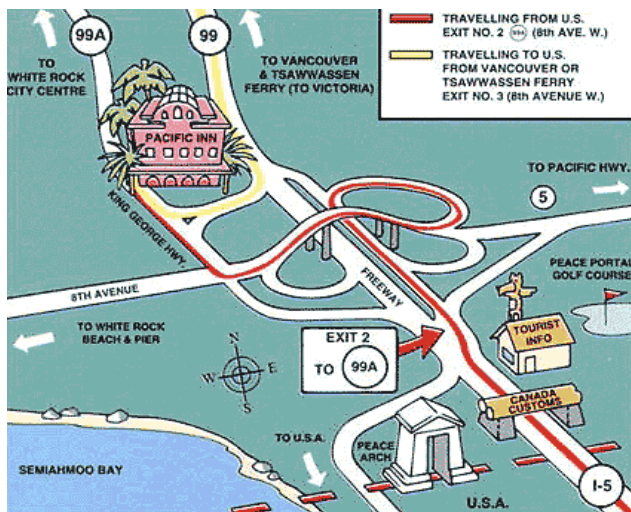 99A
99
TRAVELLING FROM U.S.
EXIT NO. 2 99A (8th AVE. W.)
TRAVELLING TO U.S.
FROM VANCOUVER OR
TSAWWASSEN FERRY
EXIT NO. 3 (8th AVENUE W.)
TO
WHITE ROCK
CITY CENTRE
TO VANCOUVER
& TSAWWASSEN
FERRY (TO VICTORIA)
PACIFIC INN
TO PACIFIC HWY.
5
KING GEORGE HWY.
PEACE PORTAL
GOLF COURSE
8TH AVENUE
FREEWAY
TO WHITE ROCK
BEACH & PIER
N
W E
S
EXIT 2
TO 99A
TOURIST
INFO
CANADA
CUSTOMS
TO U.S.A.
PEACE
ARCH
SEMIAHMOO BAY
I-5
U.S.A.